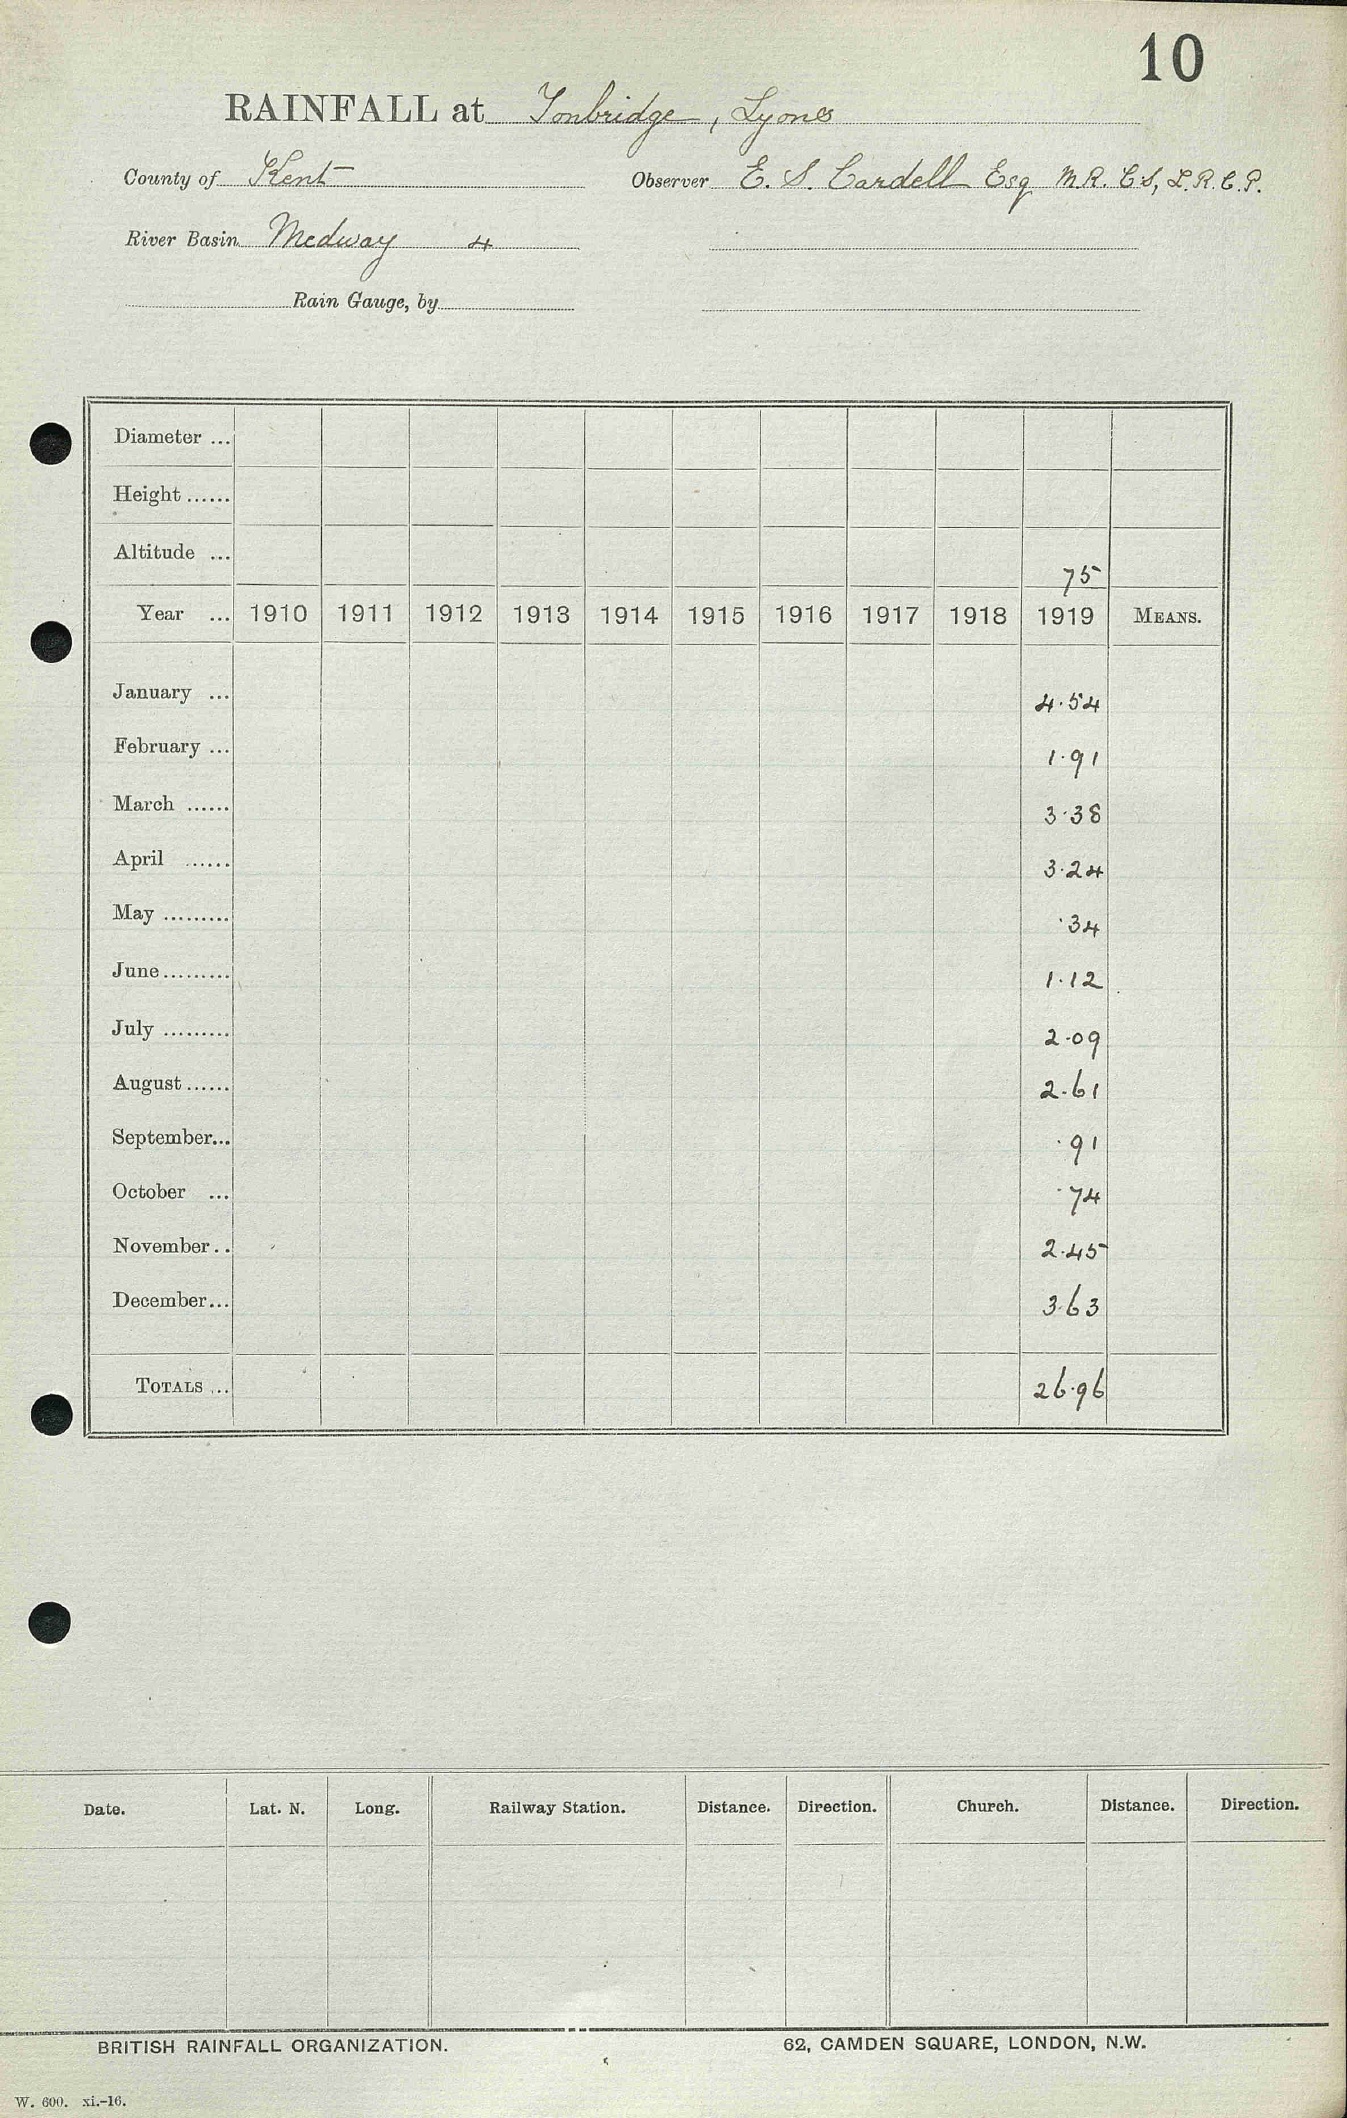 10
RAINFALL at Tonbridge, Lyons
County of Kent Observer E. S. Cardell Esq M.R.C.S, L.R.C.P.
River Basin Medway 4
Rain Gauge, by
Diameter ...
Height ......
Altitude ... 75
Year ... 1910 1911 1912 1913 1914 1915 1916 1917 1918 1919 MEANS.
January ... 4.54
February ... 1.91
March ...... 3.38
April ...... 3.24
May ......... .34
June ......... 1.12
July ......... 2.09
August ...... 2.61
September... .91
October ... .74
November .. 2.45
December... 3.63
TOTALS ... 26.96
Date. Lat. N. Long. Railway Station. Distance. Direction. Church. Distance. Direction.
BRITISH RAINFALL ORGANIZATION. 62, CAMDEN SQUARE, LONDON, N.W.
W. 600. xi.-16.